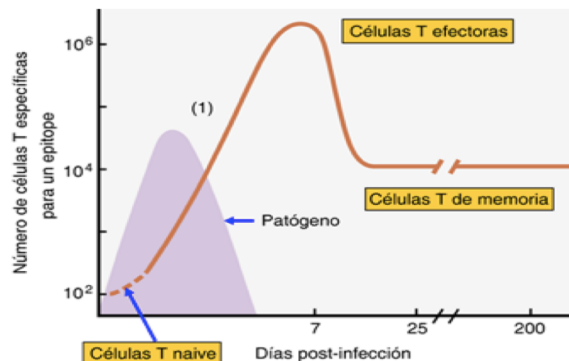 Número de células T específicas
para un epitope
10⁶
10⁴
10²
Células T efectoras
(1)
Células T de memoria
Patógeno
Células T naive
7
25
200
Días post-infección